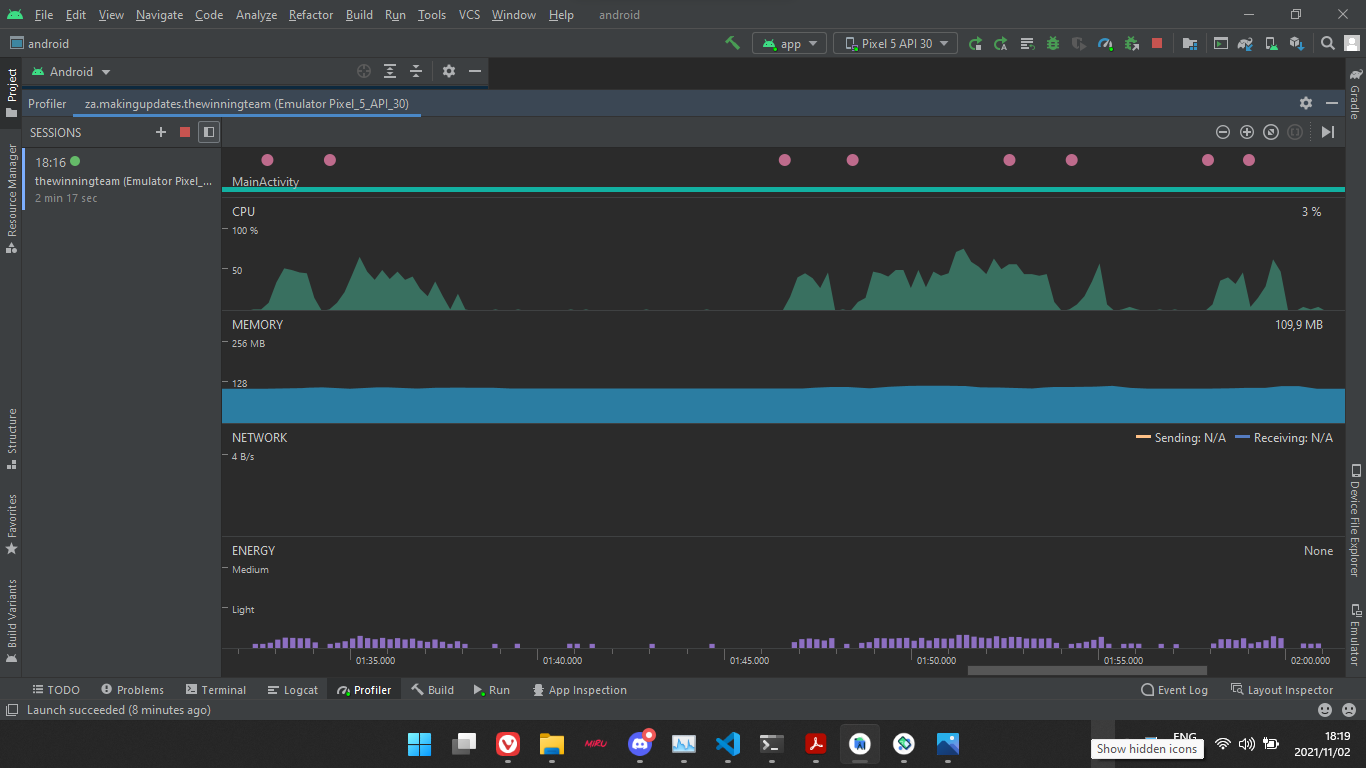 File Edit View Navigate Code Analyze Refactor Build Run Tools VCS Window Help android
android app Pixel 5 API 30
Project
Android
Profiler za.makingupdates.thewinningteam (Emulator Pixel_5_API_30)
SESSIONS
18:16
thewinningteam (Emulator Pixel_...
2 min 17 sec
MainActivity
CPU 3 %
100 %
50
MEMORY 109,9 MB
256 MB
128
NETWORK Sending: N/A Receiving: N/A
4 B/s
ENERGY None
Medium
Light
01:35.000 01:40.000 01:45.000 01:50.000 01:55.000 02:00.000
Resource Manager
Structure
Favorites
Build Variants
Gradle
Device File Explorer
Emulator
TODO Problems Terminal Logcat Profiler Build Run App Inspection Event Log Layout Inspector
Launch succeeded (8 minutes ago)
MIRU
Show hidden icons
ENG
18:19
2021/11/02